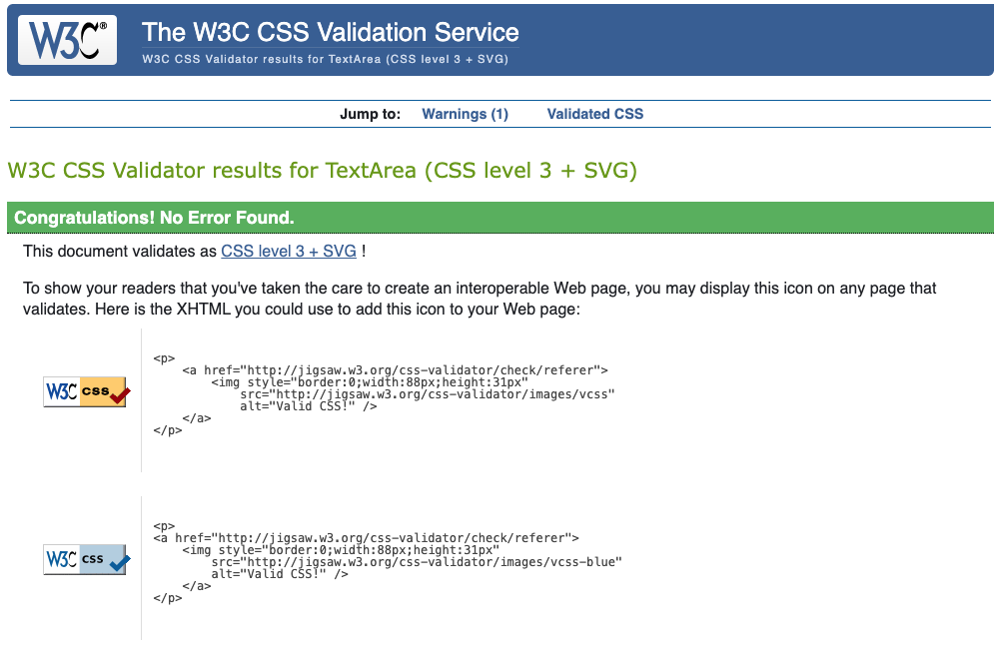 W3C®
The W3C CSS Validation Service
W3C CSS Validator results for TextArea (CSS level 3 + SVG)
Jump to: Warnings (1) Validated CSS
W3C CSS Validator results for TextArea (CSS level 3 + SVG)
Congratulations! No Error Found.
This document validates as CSS level 3 + SVG !
To show your readers that you've taken the care to create an interoperable Web page, you may display this icon on any page that
validates. Here is the XHTML you could use to add this icon to your Web page:
W3C css
<p>
    <a href="http://jigsaw.w3.org/css-validator/check/referer">
        <img style="border:0;width:88px;height:31px"
            src="http://jigsaw.w3.org/css-validator/images/vcss"
            alt="Valid CSS!" />
    </a>
</p>
W3C css
<p>
<a href="http://jigsaw.w3.org/css-validator/check/referer">
    <img style="border:0;width:88px;height:31px"
        src="http://jigsaw.w3.org/css-validator/images/vcss-blue"
        alt="Valid CSS!" />
    </a>
</p>